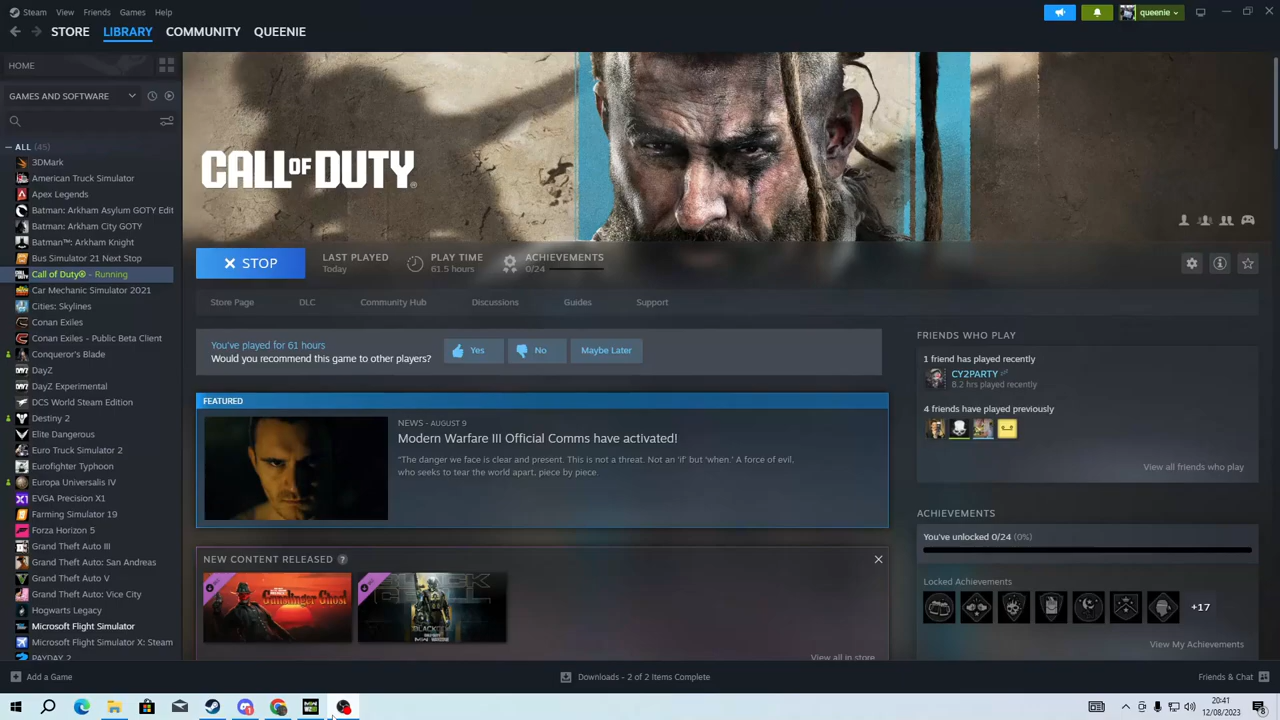 Steam View Friends Games Help
queenie
STORE LIBRARY COMMUNITY QUEENIE
HOME
GAMES AND SOFTWARE
ALL (45)
3DMark
American Truck Simulator
Apex Legends
Batman: Arkham Asylum GOTY Edit
Batman: Arkham City GOTY
Batman™: Arkham Knight
Bus Simulator 21 Next Stop
Call of Duty® - Running
Car Mechanic Simulator 2021
Cities: Skylines
Conan Exiles
Conan Exiles - Public Beta Client
Conqueror's Blade
DayZ
DayZ Experimental
DCS World Steam Edition
Destiny 2
Elite Dangerous
Euro Truck Simulator 2
Eurofighter Typhoon
Europa Universalis IV
EVGA Precision X1
Farming Simulator 19
Forza Horizon 5
Grand Theft Auto III
Grand Theft Auto: San Andreas
Grand Theft Auto V
Grand Theft Auto: Vice City
Hogwarts Legacy
Microsoft Flight Simulator
Microsoft Flight Simulator X: Steam
PAYDAY 2
CALL OF DUTY®
STOP
LAST PLAYED
Today
PLAY TIME
61.5 hours
ACHIEVEMENTS
0/24
Store Page DLC Community Hub Discussions Guides Support
You've played for 61 hours
Would you recommend this game to other players?
Yes No Maybe Later
FEATURED
NEWS - AUGUST 9
Modern Warfare III Official Comms have activated!
"The danger we face is clear and present. This is not a threat. Not an 'if' but 'when.' A force of evil,
who seeks to tear the world apart, piece by piece.
NEW CONTENT RELEASED ?
Gunslinger Ghost
BLACK CELL
View all in store
FRIENDS WHO PLAY
1 friend has played recently
CY2PARTY
8.2 hrs played recently
4 friends have played previously
View all friends who play
ACHIEVEMENTS
You've unlocked 0/24 (0%)
Locked Achievements
+17
View My Achievements
Add a Game
Downloads - 2 of 2 Items Complete
Friends & Chat
20:41
12/08/2023
8